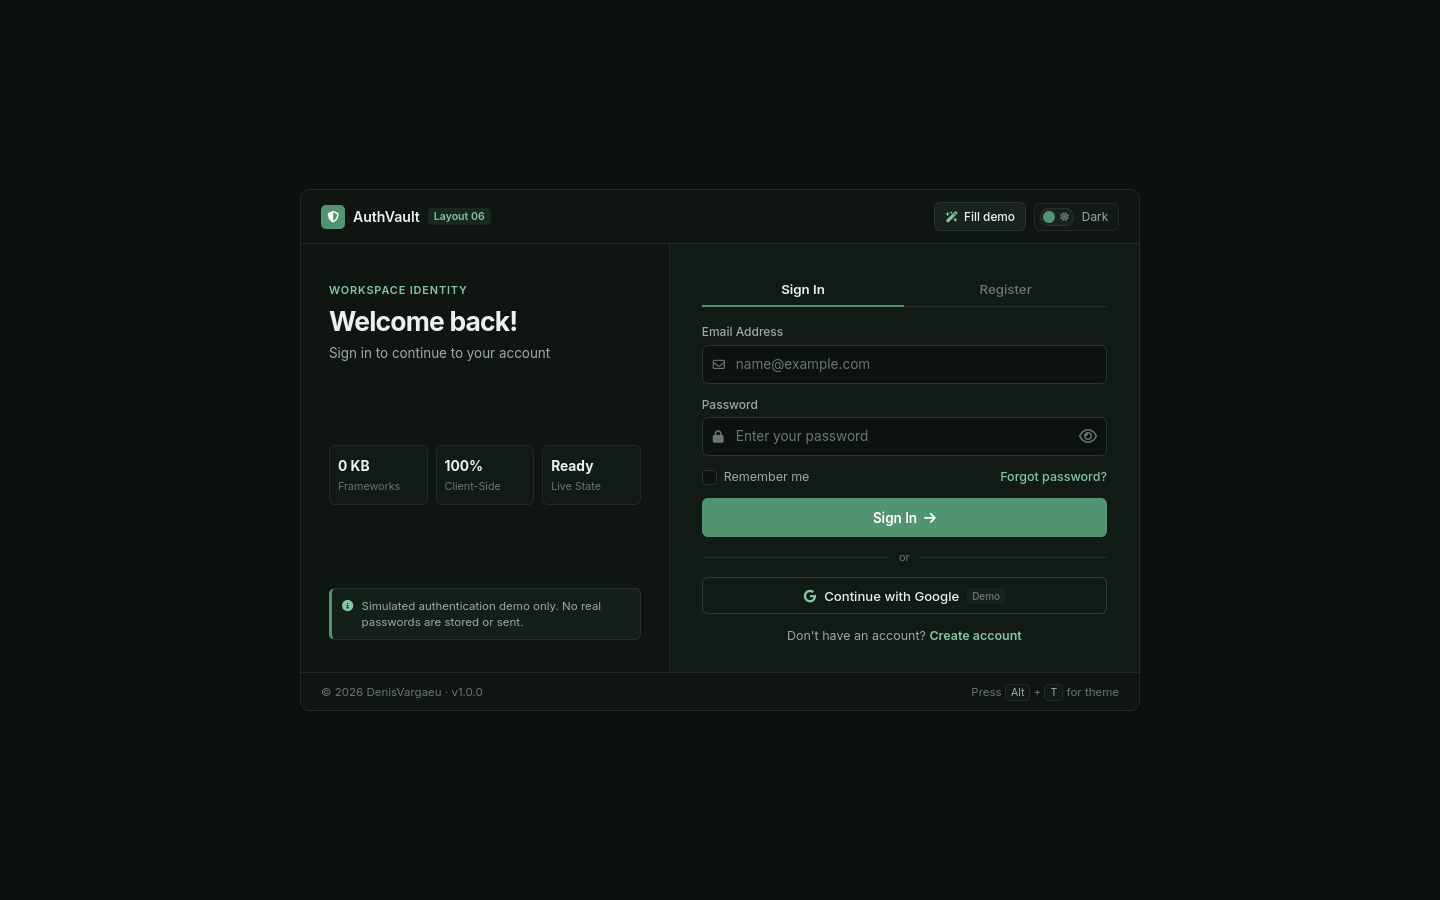 AuthVault Layout 06
Fill demo
Dark
WORKSPACE IDENTITY
Welcome back!
Sign in to continue to your account
0 KB
Frameworks
100%
Client-Side
Ready
Live State
Simulated authentication demo only. No real
passwords are stored or sent.
Sign In
Register
Email Address
name@example.com
Password
Enter your password
Remember me
Forgot password?
Sign In
or
Continue with Google Demo
Don't have an account? Create account
© 2026 DenisVargaeu · v1.0.0
Press Alt + T for theme